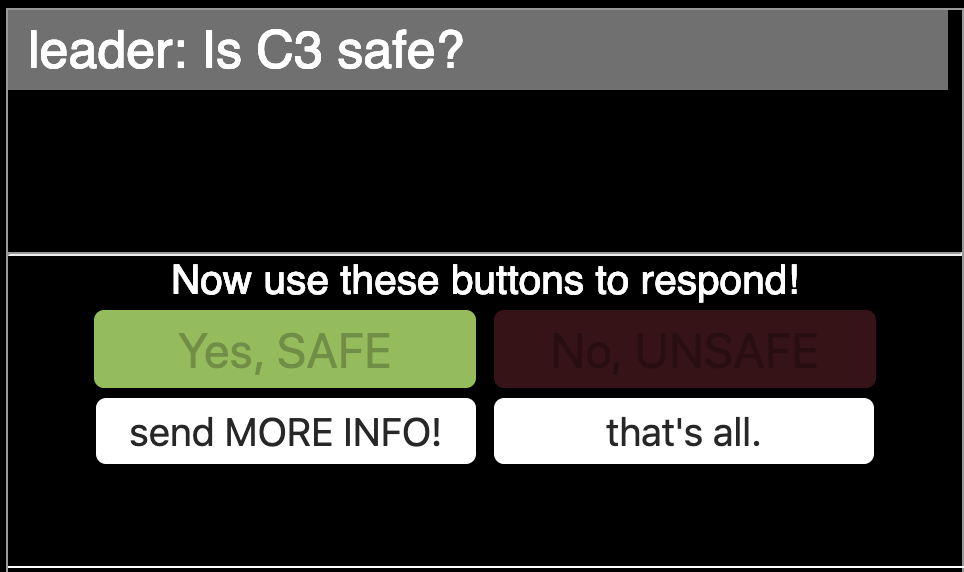 leader: Is C3 safe?
Now use these buttons to respond!
Yes, SAFE
No, UNSAFE
send MORE INFO!
that's all.